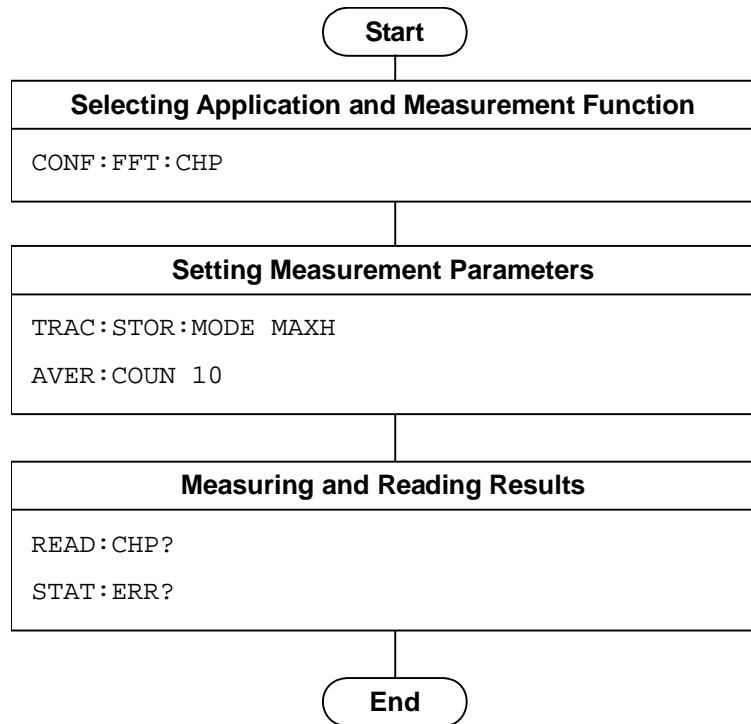 Start
Selecting Application and Measurement Function
CONF:FFT:CHP
Setting Measurement Parameters
TRAC:STOR:MODE MAXH
AVER:COUN 10
Measuring and Reading Results
READ:CHP?
STAT:ERR?
End